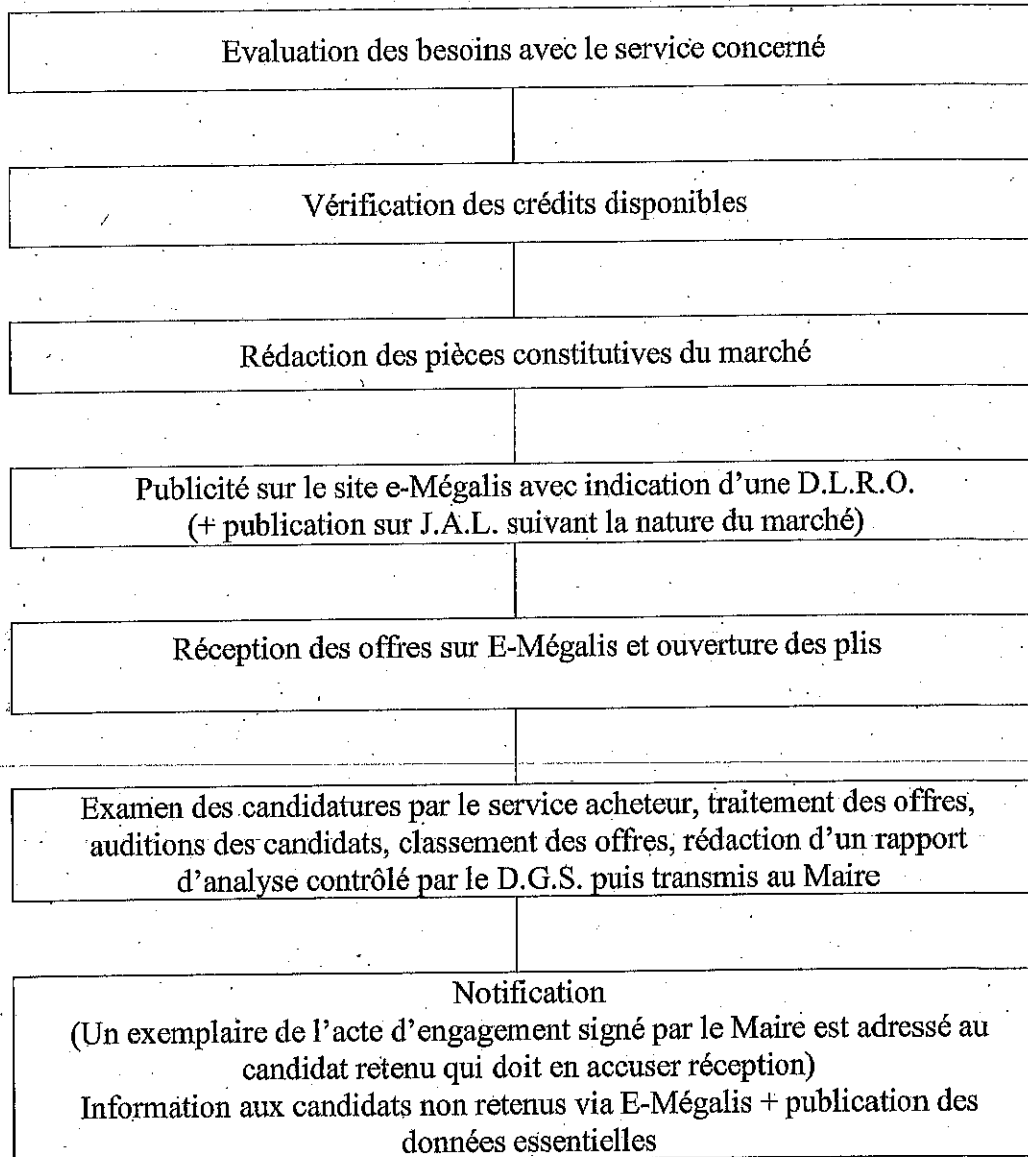 Evaluation des besoins avec le service concerné
Vérification des crédits disponibles
Rédaction des pièces constitutives du marché
Publicité sur le site e-Mégalis avec indication d'une D.L.R.O.
(+ publication sur J.A.L. suivant la nature du marché)
Réception des offres sur E-Mégalis et ouverture des plis
Examen des candidatures par le service acheteur, traitement des offres,
auditions des candidats, classement des offres, rédaction d'un rapport
d'analyse contrôlé par le D.G.S. puis transmis au Maire
Notification
(Un exemplaire de l'acte d'engagement signé par le Maire est adressé au
candidat retenu qui doit en accuser réception)
Information aux candidats non retenus via E-Mégalis + publication des
données essentielles